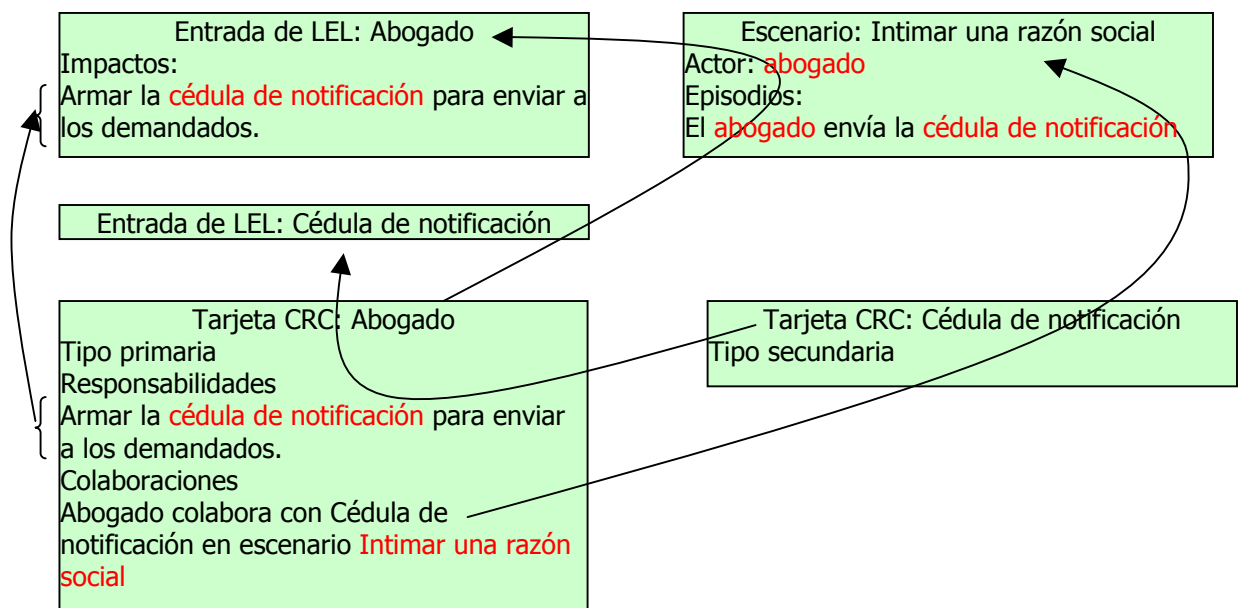 Entrada de LEL: Abogado
Impactos:
Armar la cédula de notificación para enviar a
los demandados.
Escenario: Intimar una razón social
Actor: abogado
Episodios:
El abogado envía la cédula de notificación
Entrada de LEL: Cédula de notificación
Tarjeta CRC: Abogado
Tipo primaria
Responsabilidades
Armar la cédula de notificación para enviar
a los demandados.
Colaboraciones
Abogado colabora con Cédula de
notificación en escenario Intimar una razón
social
Tarjeta CRC: Cédula de notificación
Tipo secundaria